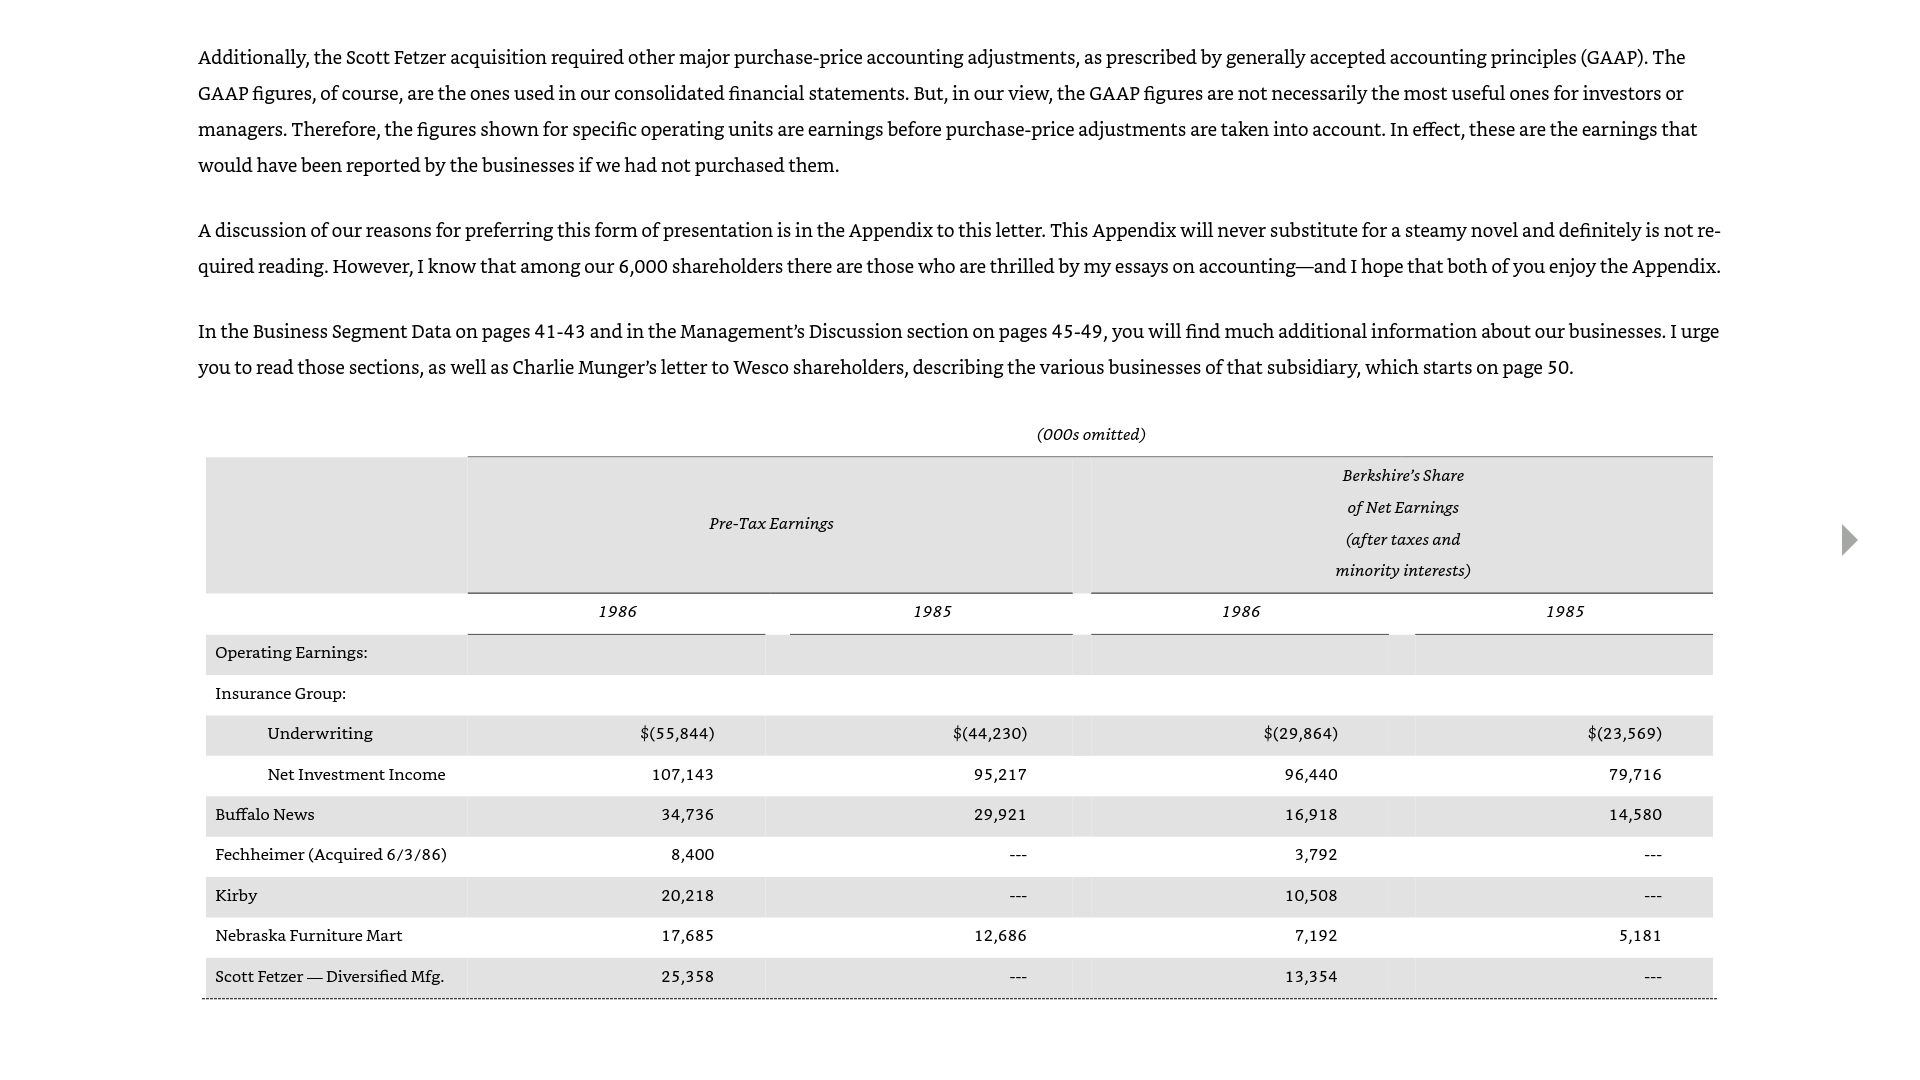 Additionally, the Scott Fetzer acquisition required other major purchase-price accounting adjustments, as prescribed by generally accepted accounting principles (GAAP). The
GAAP figures, of course, are the ones used in our consolidated financial statements. But, in our view, the GAAP figures are not necessarily the most useful ones for investors or
managers. Therefore, the figures shown for specific operating units are earnings before purchase-price adjustments are taken into account. In effect, these are the earnings that
would have been reported by the businesses if we had not purchased them.
A discussion of our reasons for preferring this form of presentation is in the Appendix to this letter. This Appendix will never substitute for a steamy novel and definitely is not re-
quired reading. However, I know that among our 6,000 shareholders there are those who are thrilled by my essays on accounting—and I hope that both of you enjoy the Appendix.
In the Business Segment Data on pages 41-43 and in the Management’s Discussion section on pages 45-49, you will find much additional information about our businesses. I urge
you to read those sections, as well as Charlie Munger’s letter to Wesco shareholders, describing the various businesses of that subsidiary, which starts on page 50.
(000s omitted)
Pre-Tax Earnings
Berkshire’s Share
of Net Earnings
(after taxes and
minority interests)
1986 1985 1986 1985
Operating Earnings:
Insurance Group:
Underwriting $(55,844) $(44,230) $(29,864) $(23,569)
Net Investment Income 107,143 95,217 96,440 79,716
Buffalo News 34,736 29,921 16,918 14,580
Fechheimer (Acquired 6/3/86) 8,400 --- 3,792 ---
Kirby 20,218 --- 10,508 ---
Nebraska Furniture Mart 17,685 12,686 7,192 5,181
Scott Fetzer — Diversified Mfg. 25,358 --- 13,354 ---